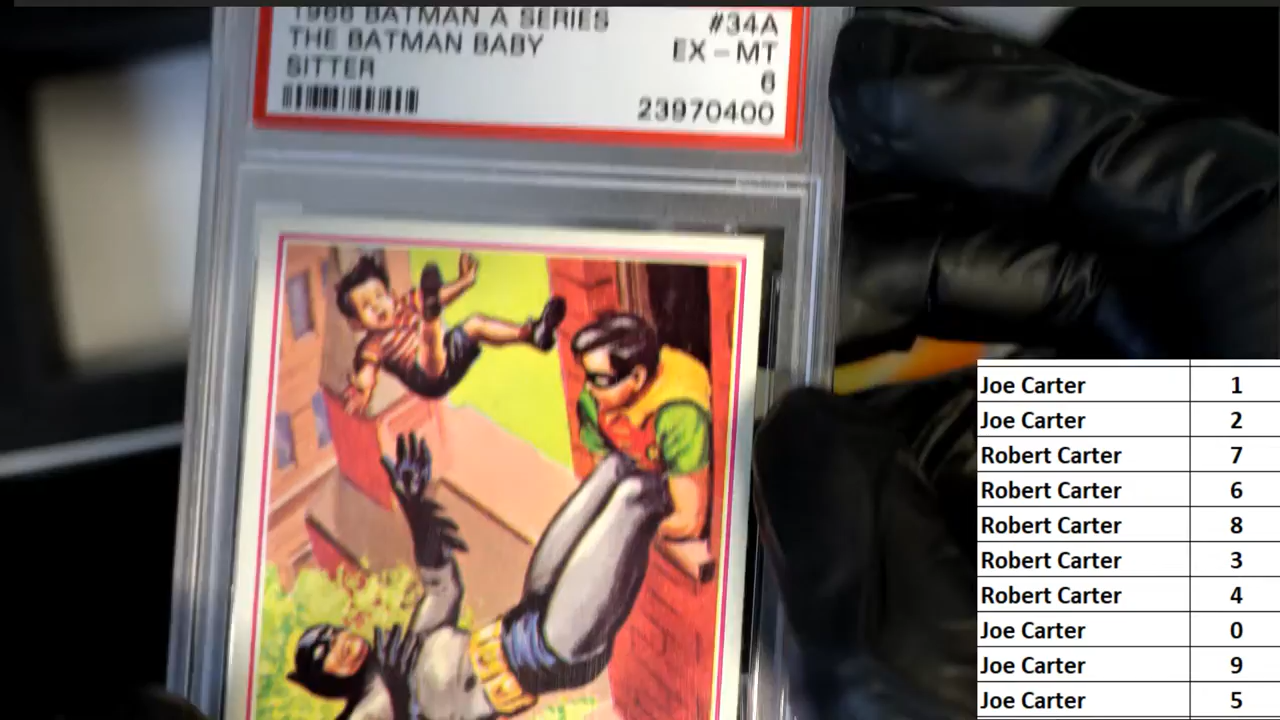 1966 BATMAN A SERIES #34A
THE BATMAN BABY EX - MT
SITTER 6
23970400
Joe Carter 1
Joe Carter 2
Robert Carter 7
Robert Carter 6
Robert Carter 8
Robert Carter 3
Robert Carter 4
Joe Carter 0
Joe Carter 9
Joe Carter 5